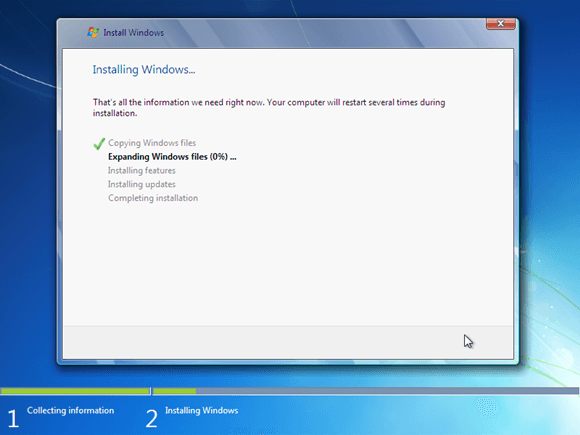 Install Windows
Installing Windows...
That's all the information we need right now. Your computer will restart several times during
installation.
Copying Windows files
Expanding Windows files (0%) ...
Installing features
Installing updates
Completing installation
1 Collecting information
2 Installing Windows